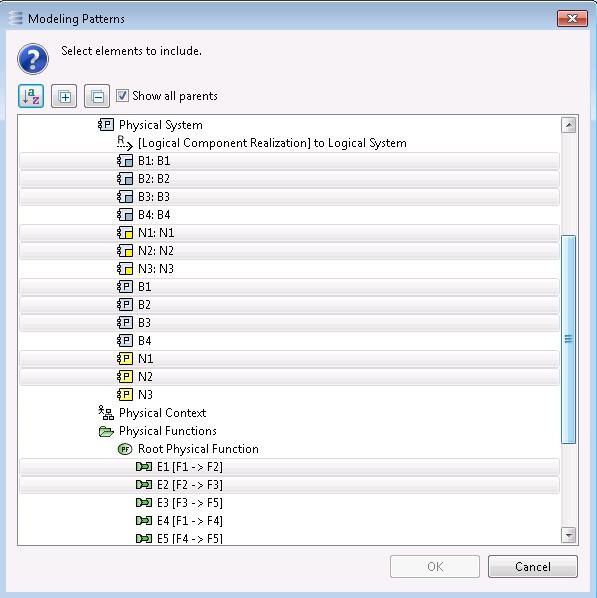 Modeling Patterns
Select elements to include.
Show all parents
Physical System
[Logical Component Realization] to Logical System
B1: B1
B2: B2
B3: B3
B4: B4
N1: N1
N2: N2
N3: N3
B1
B2
B3
B4
N1
N2
N3
Physical Context
Physical Functions
Root Physical Function
E1 [F1 -> F2]
E2 [F2 -> F3]
E3 [F3 -> F5]
E4 [F1 -> F4]
E5 [F4 -> F5]
OK Cancel